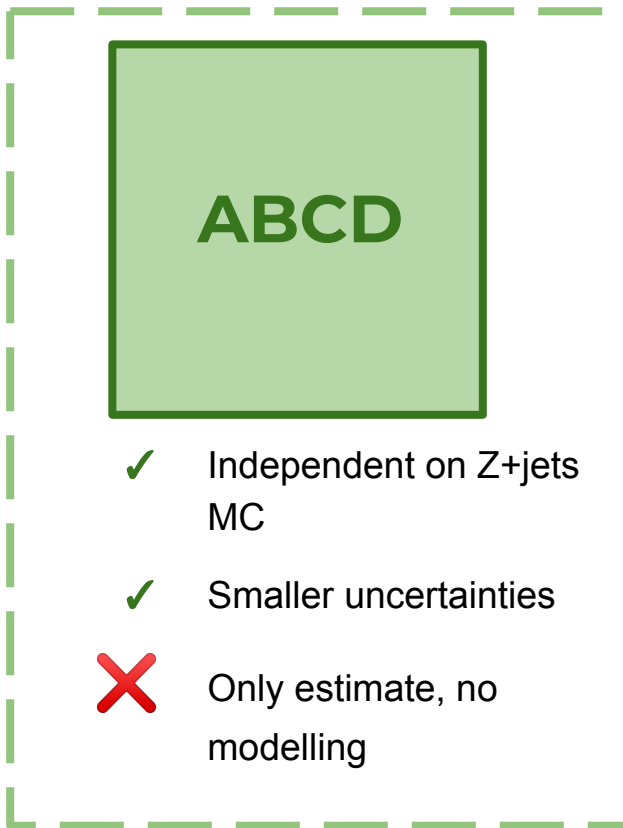 ABCD
✓ Independent on Z+jets
MC
✓ Smaller uncertainties
❌ Only estimate, no
modelling